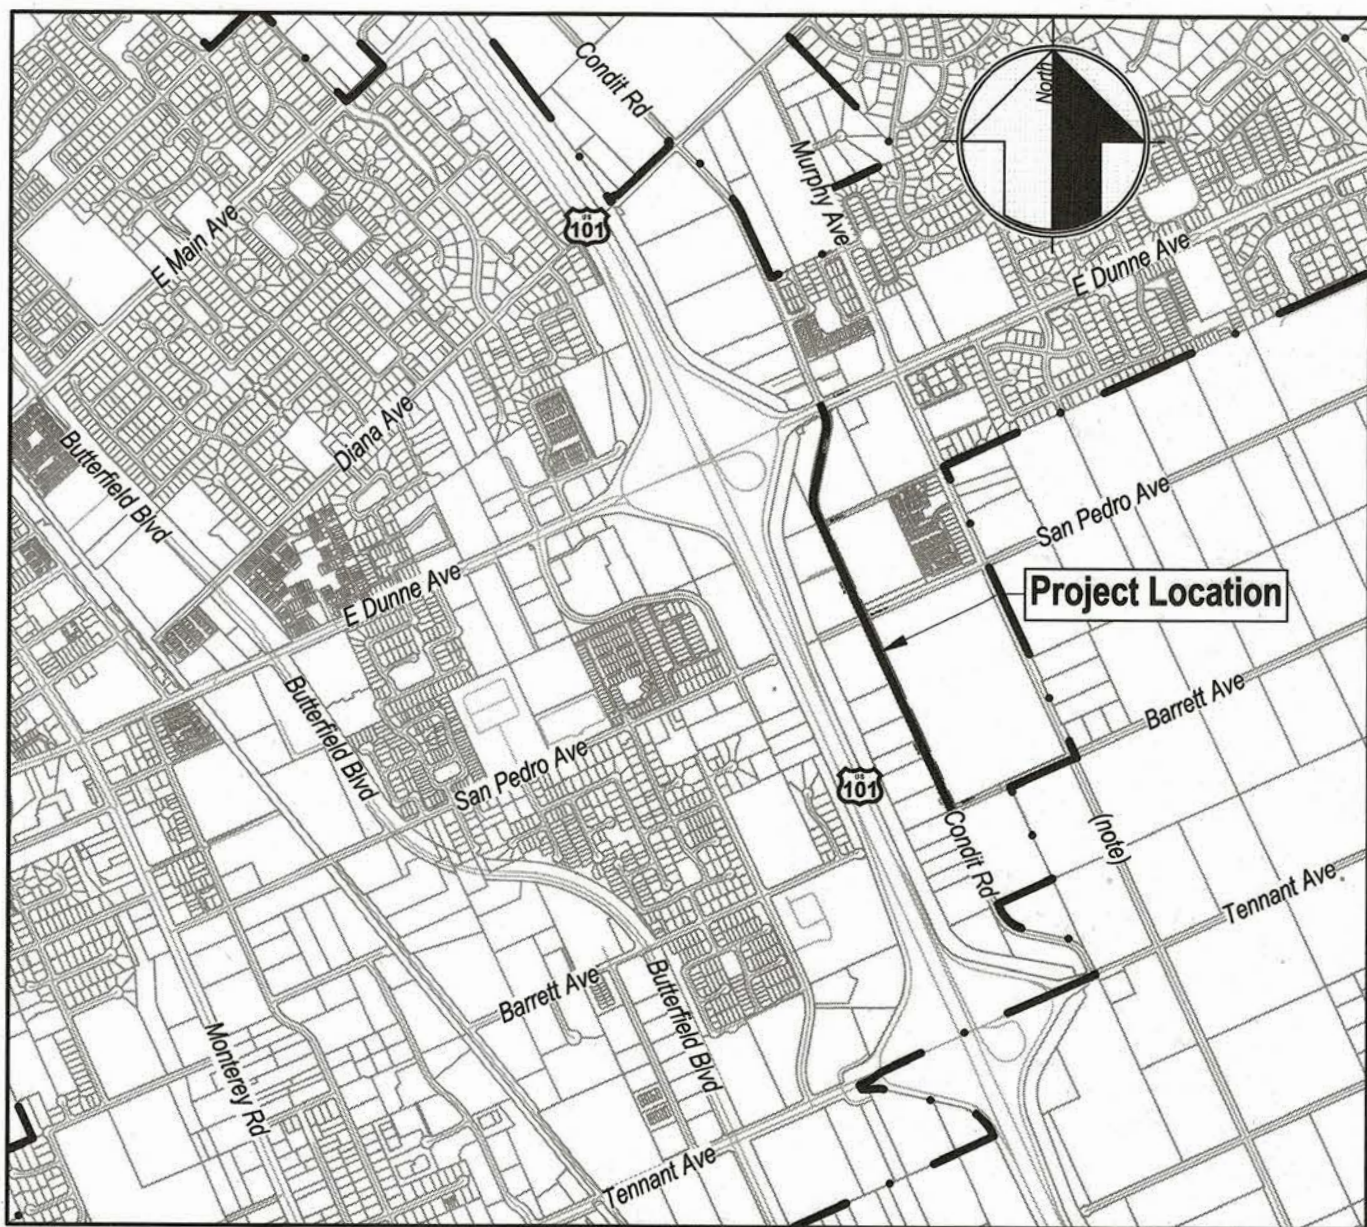 Condit Rd
North
Murphy Ave
E Main Ave
US
101
E Dunne Ave
Diana Ave
Butterfield Blvd
San Pedro Ave
E Dunne Ave
Project Location
Butterfield Blvd
San Pedro Ave
Barrett Ave
US
101
Condit Rd
(note)
Tennant Ave
Barrett Ave
Butterfield Blvd
Monterey Rd
Tennant Ave